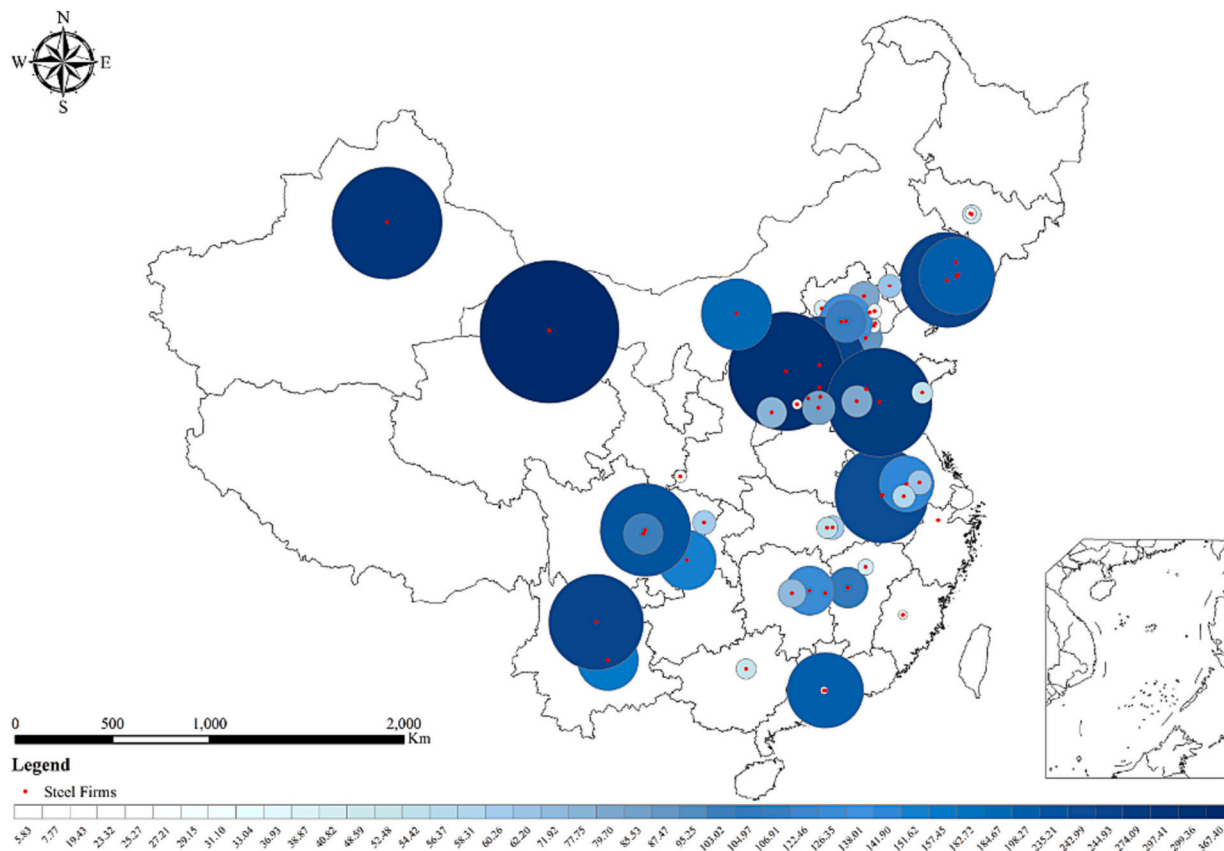 N
W E
S
0 500 1,000 2,000
Km
Legend
Steel Firms
5.83 7.77 19.43 23.32 25.27 27.21 29.15 31.10 33.04 36.93 38.87 40.82 48.59 52.48 54.42 56.37 58.31 60.26 62.20 71.92 77.75 79.70 85.53 87.47 95.25 103.02 104.97 106.91 122.46 126.35 138.01 141.90 151.62 157.45 182.72 184.67 198.27 235.21 242.99 244.93 274.09 297.41 299.36 367.40